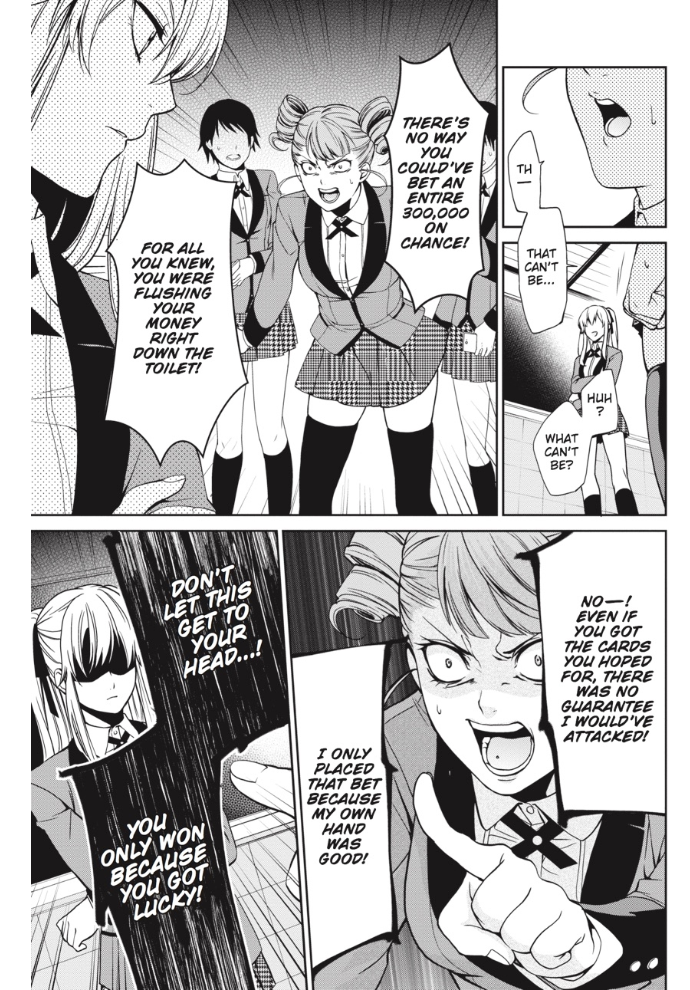 TH
—
THAT
CAN'T
BE...
HUH
?
WHAT
CAN'T
BE?
THERE'S
NO WAY
YOU
COULD'VE
BET AN
ENTIRE
300,000
ON
CHANCE!
FOR ALL
YOU KNEW,
YOU WERE
FLUSHING
YOUR
MONEY
RIGHT
DOWN THE
TOILET!
NO—!
EVEN IF
YOU GOT
THE CARDS
YOU HOPED
FOR, THERE
WAS NO
GUARANTEE
I WOULD'VE
ATTACKED!
I ONLY
PLACED
THAT BET
BECAUSE
MY OWN
HAND
WAS
GOOD!
DON'T
LET THIS
GET TO
YOUR
HEAD...!
YOU
ONLY WON
BECAUSE
YOU GOT
LUCKY!